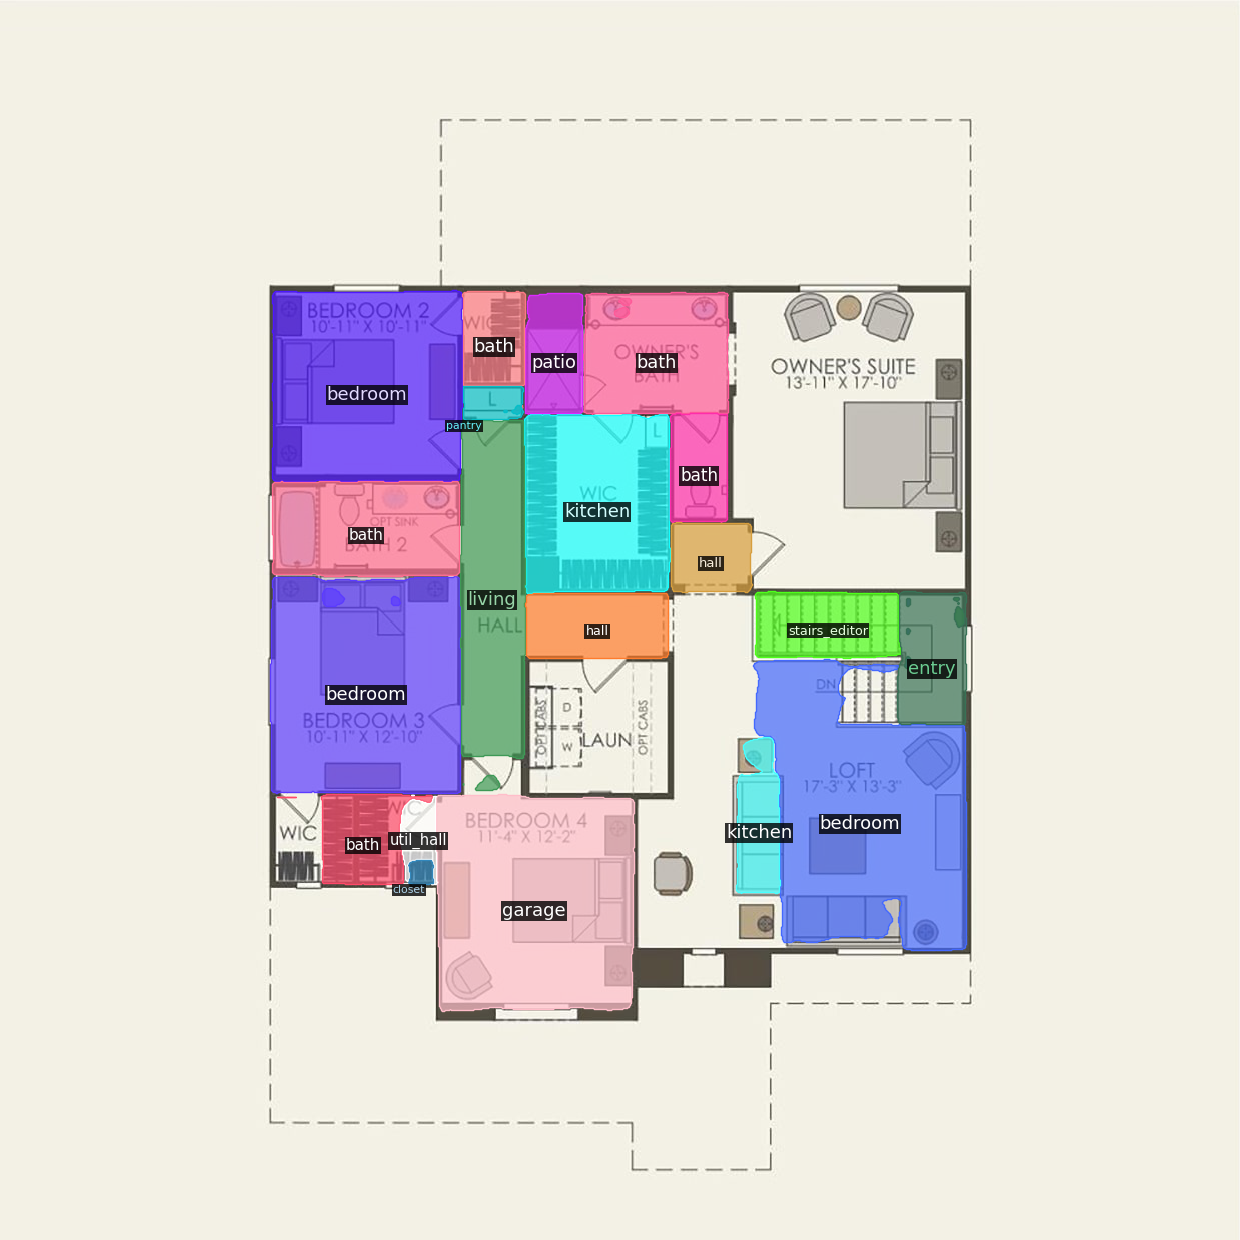 BEDROOM 2
10'-11" X 10'-11"
WIC
bath
patio
OWNER'S
BATH
bath
OWNER'S SUITE
13'-11" X 17'-10"
bedroom
L
pantry
L
bath
WIC
kitchen
OPT SINK
bath
BATH 2
hall
living
HALL
hall
stairs_editor
entry
DN
bedroom
BEDROOM 3
10'-11" X 12'-10"
OPT CABS
D
W
LAUN
OPT CABS
LOFT
17'-3" X 13'-3"
WIC
WIC
bath
util_hall
closet
BEDROOM 4
11'-4" X 12'-2"
kitchen
bedroom
garage